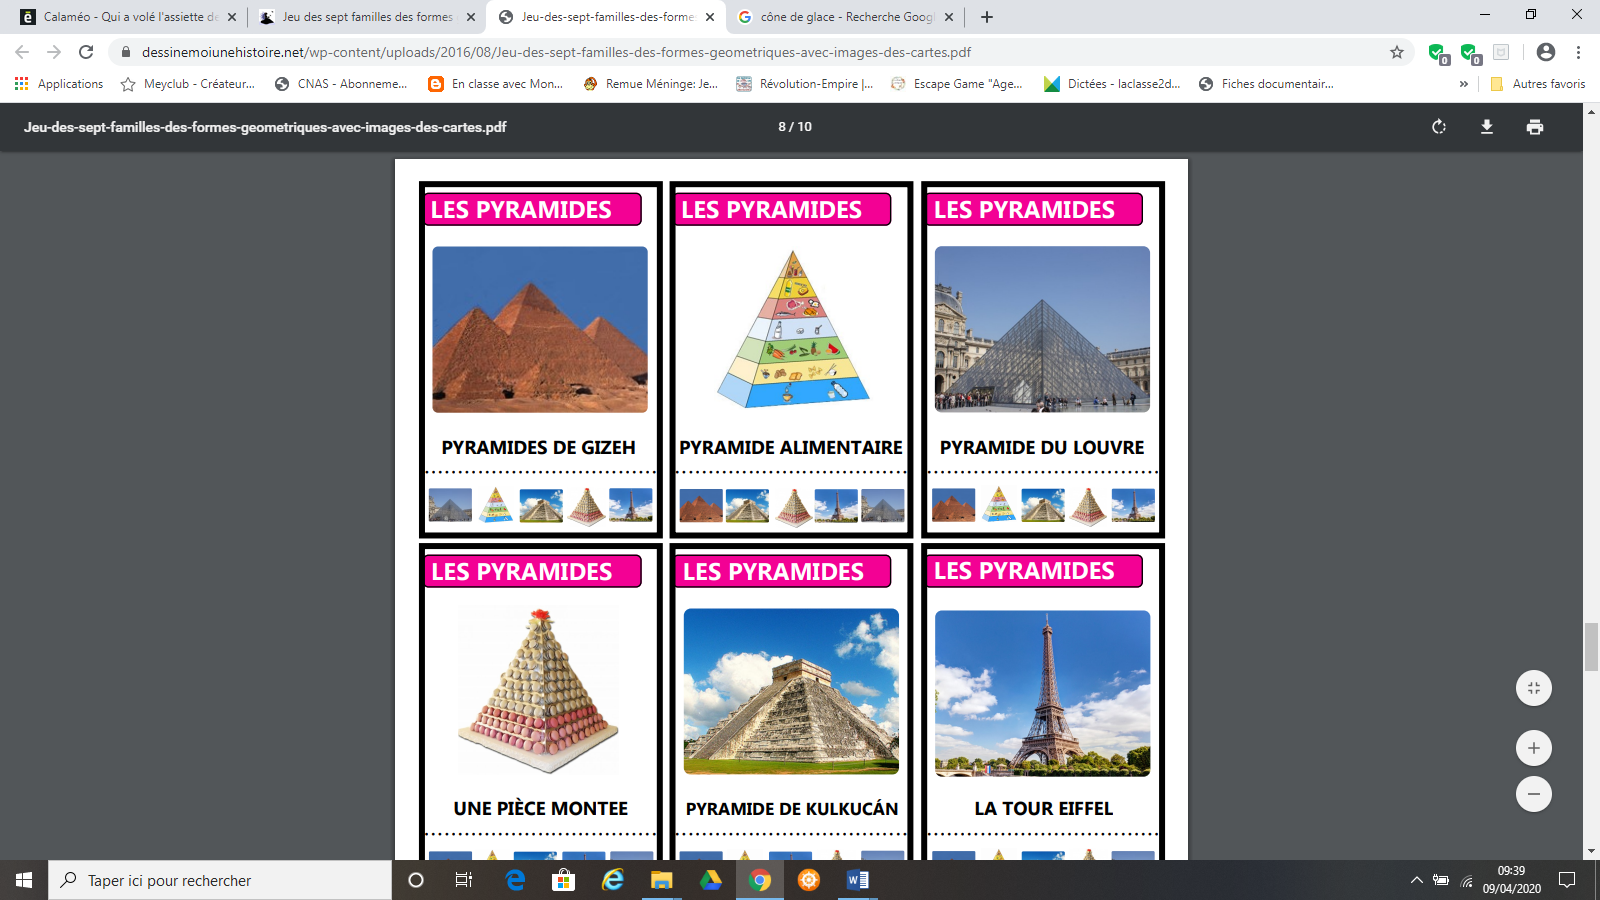 Calaméo - Qui a volé l'assiette de
Jeu des sept familles des formes
Jeu-des-sept-familles-des-formes
cône de glace - Recherche Googl
dessinemoiunehistoire.net/wp-content/uploads/2016/08/Jeu-des-sept-familles-des-formes-geometriques-avec-images-des-cartes.pdf
0
0
Applications
Meyclub - Créateur...
CNAS - Abonneme...
En classe avec Mon...
Remue Méninge: Je...
Révolution-Empire |...
Escape Game "Age...
Dictées - laclasse2d...
Fiches documentair...
»
Autres favoris
Jeu-des-sept-familles-des-formes-geometriques-avec-images-des-cartes.pdf
8 / 10
LES PYRAMIDES
LES PYRAMIDES
LES PYRAMIDES
PYRAMIDES DE GIZEH
PYRAMIDE ALIMENTAIRE
PYRAMIDE DU LOUVRE
LES PYRAMIDES
LES PYRAMIDES
LES PYRAMIDES
UNE PIÈCE MONTEE
PYRAMIDE DE KULKUCÁN
LA TOUR EIFFEL
Taper ici pour rechercher
09:39
09/04/2020